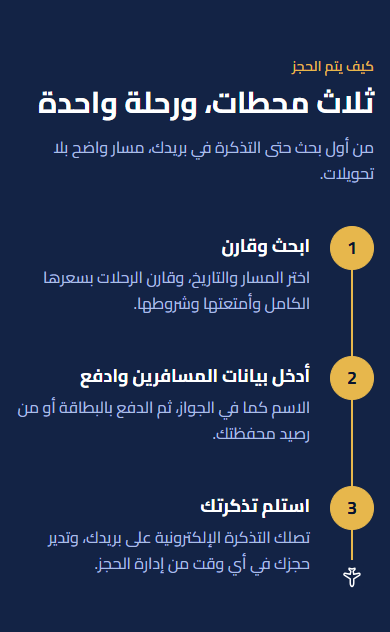 كيف يتم الحجز
ثلاث محطات، ورحلة واحدة
من أول بحث حتى التذكرة في بريدك، مسار واضح بلا
تحويلات.
1
ابحث وقارن
اختر المسار والتاريخ، وقارن الرحلات بسعرها
الكامل وأمتعتها وشروطها.
2
أدخل بيانات المسافرين وادفع
الاسم كما في الجواز، ثم الدفع بالبطاقة أو من
رصيد محفظتك.
3
استلم تذكرتك
تصلك التذكرة الإلكترونية على بريدك، وتدير
حجزك في أي وقت من إدارة الحجز.